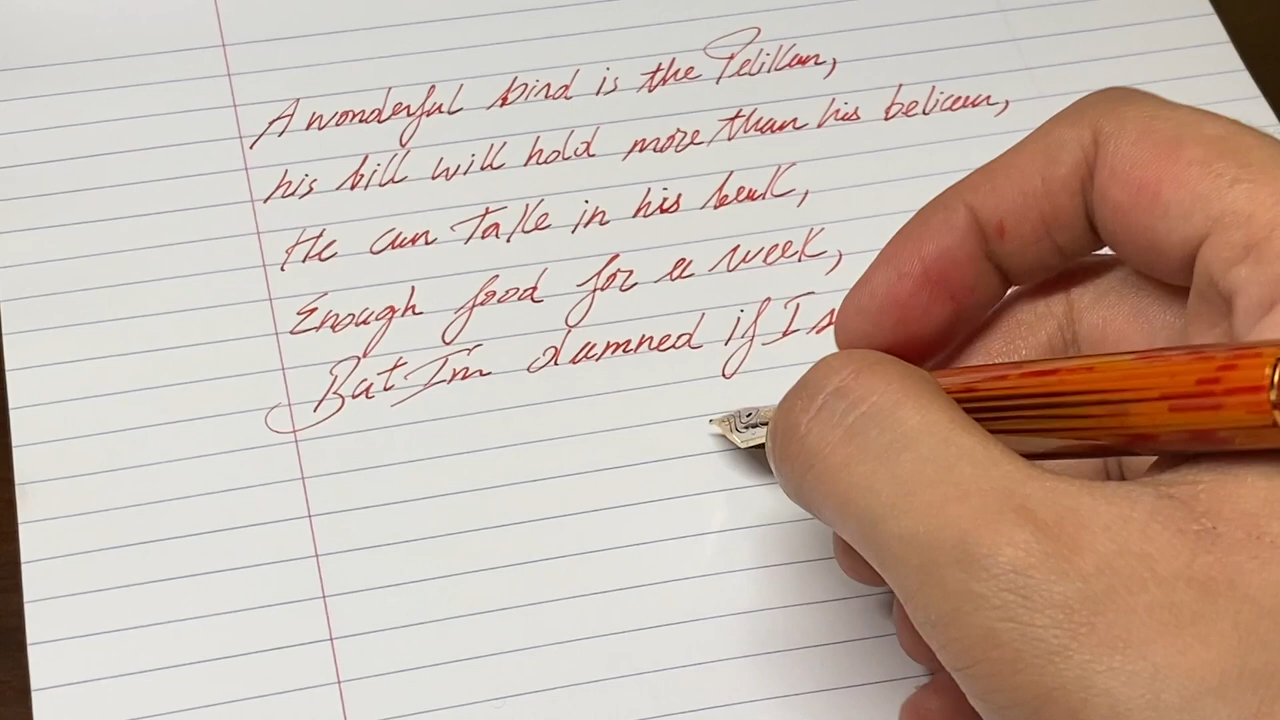 A wonderful bird is the Pelikan,
his bill will hold more than his belican,
He can take in his beak,
Enough food for a week,
But I'm damned if I